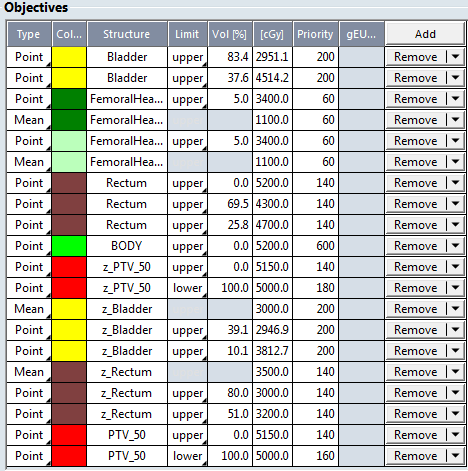 Objectives
Type Col... Structure Limit Vol [%] [cGy] Priority gEU... Add
Point Bladder upper 83.4 2951.1 200 Remove
Point Bladder upper 37.6 4514.2 200 Remove
Point FemoralHea... upper 5.0 3400.0 60 Remove
Mean FemoralHea... 1100.0 60 Remove
Point FemoralHea... upper 5.0 3400.0 60 Remove
Mean FemoralHea... 1100.0 60 Remove
Point Rectum upper 0.0 5200.0 140 Remove
Point Rectum upper 69.5 4300.0 140 Remove
Point Rectum upper 25.8 4700.0 140 Remove
Point BODY upper 0.0 5200.0 600 Remove
Point z_PTV_50 upper 0.0 5150.0 140 Remove
Point z_PTV_50 lower 100.0 5000.0 180 Remove
Mean z_Bladder 3000.0 200 Remove
Point z_Bladder upper 39.1 2946.9 200 Remove
Point z_Bladder upper 10.1 3812.7 200 Remove
Mean z_Rectum 3500.0 140 Remove
Point z_Rectum upper 80.0 3000.0 140 Remove
Point z_Rectum upper 51.0 3200.0 140 Remove
Point PTV_50 upper 0.0 5150.0 140 Remove
Point PTV_50 lower 100.0 5000.0 160 Remove